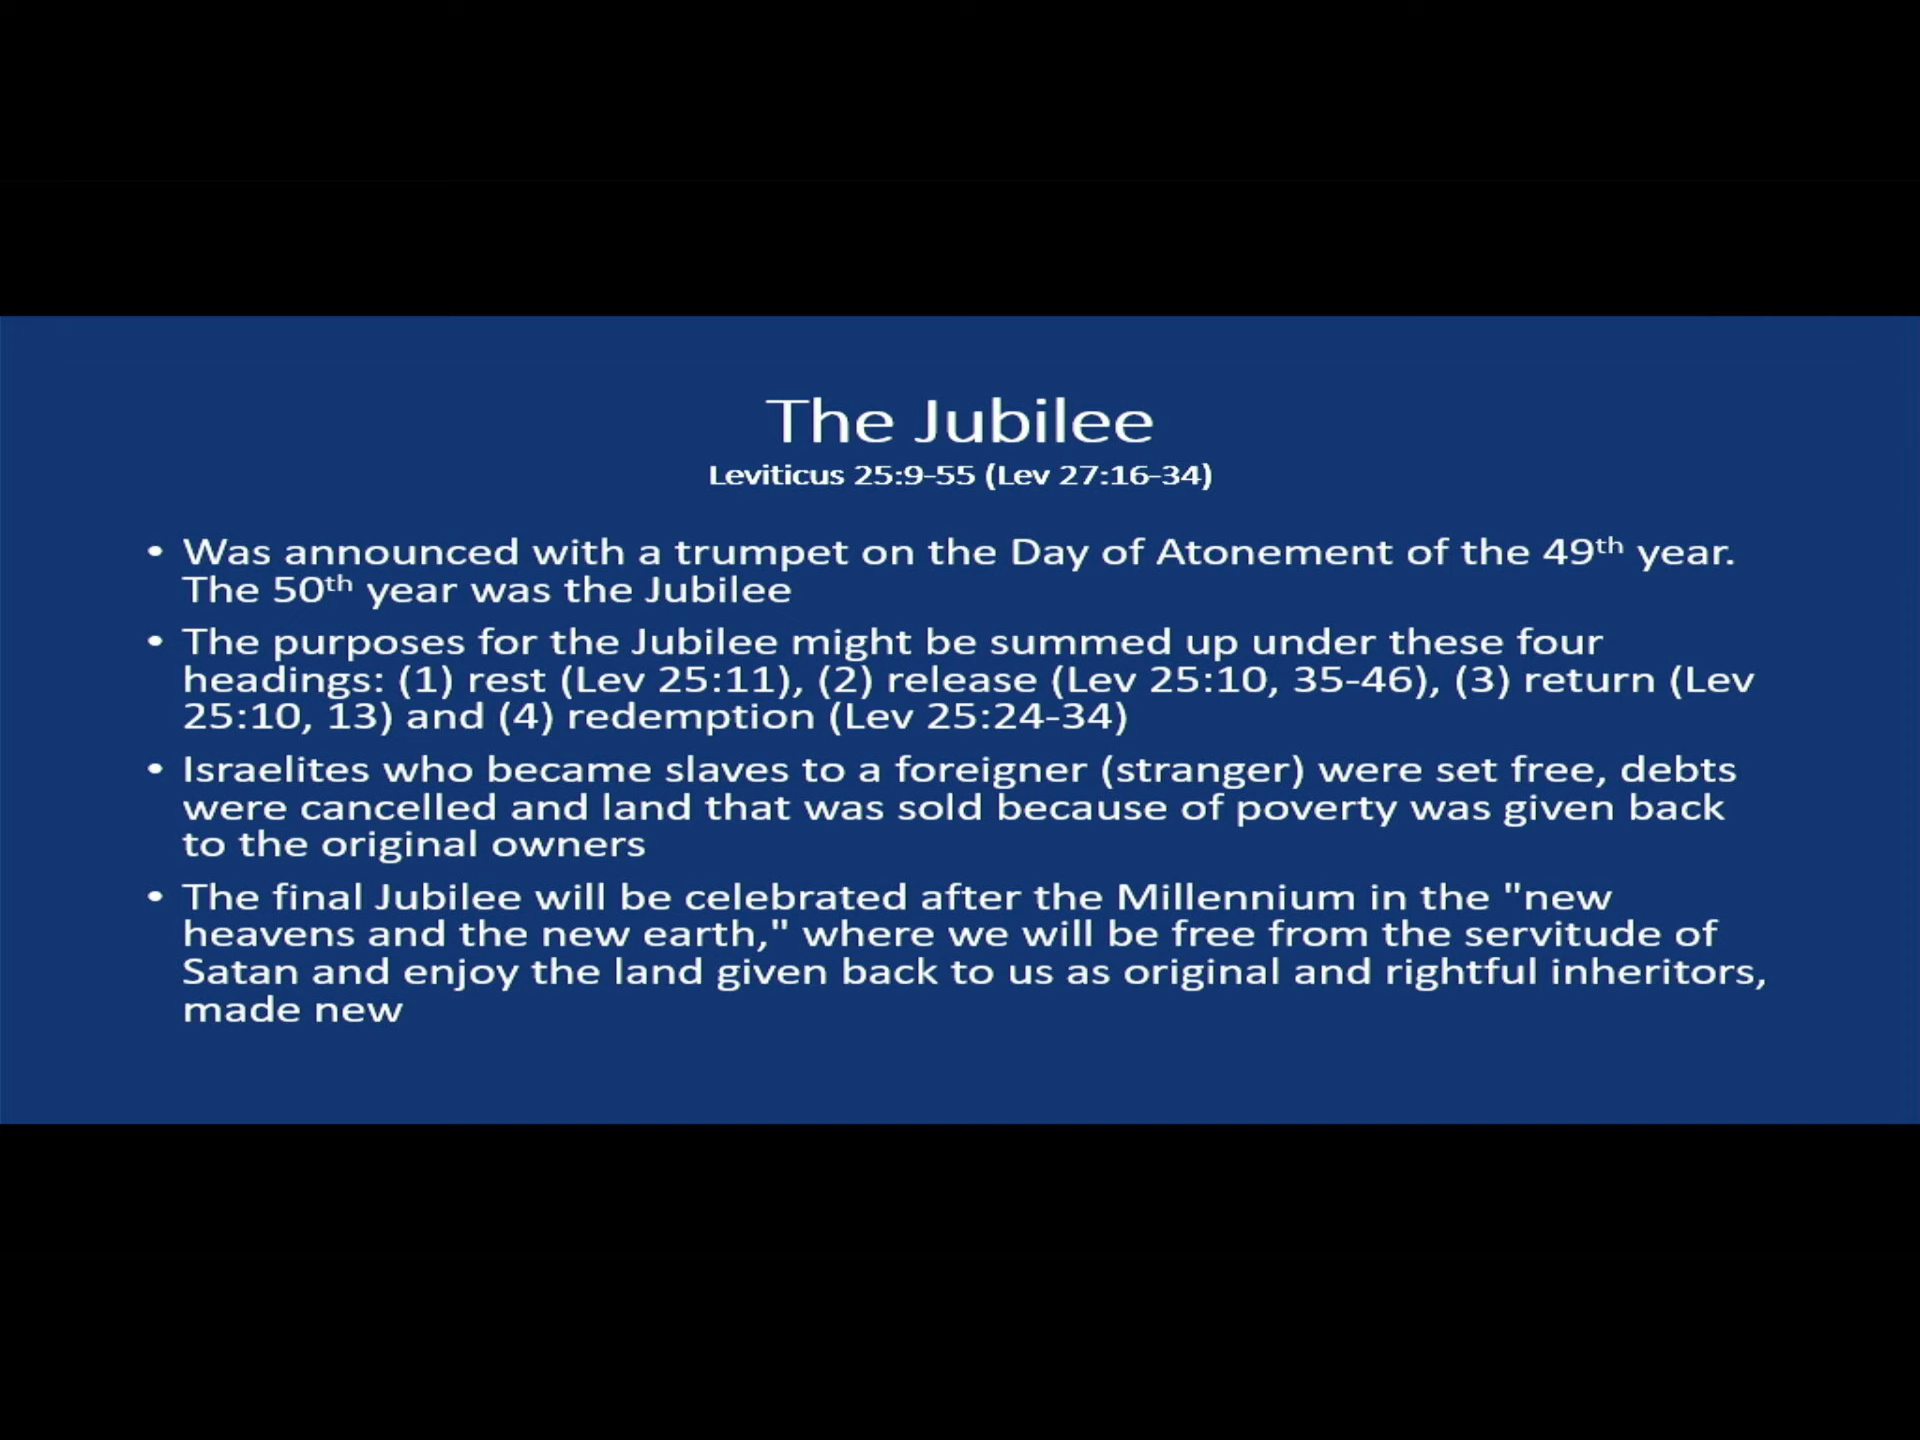 The Jubilee
Leviticus 25:9-55 (Lev 27:16-34)
• Was announced with a trumpet on the Day of Atonement of the 49th year.
The 50th year was the Jubilee
• The purposes for the Jubilee might be summed up under these four
headings: (1) rest (Lev 25:11), (2) release (Lev 25:10, 35-46), (3) return (Lev
25:10, 13) and (4) redemption (Lev 25:24-34)
• Israelites who became slaves to a foreigner (stranger) were set free, debts
were cancelled and land that was sold because of poverty was given back
to the original owners
• The final Jubilee will be celebrated after the Millennium in the "new
heavens and the new earth," where we will be free from the servitude of
Satan and enjoy the land given back to us as original and rightful inheritors,
made new